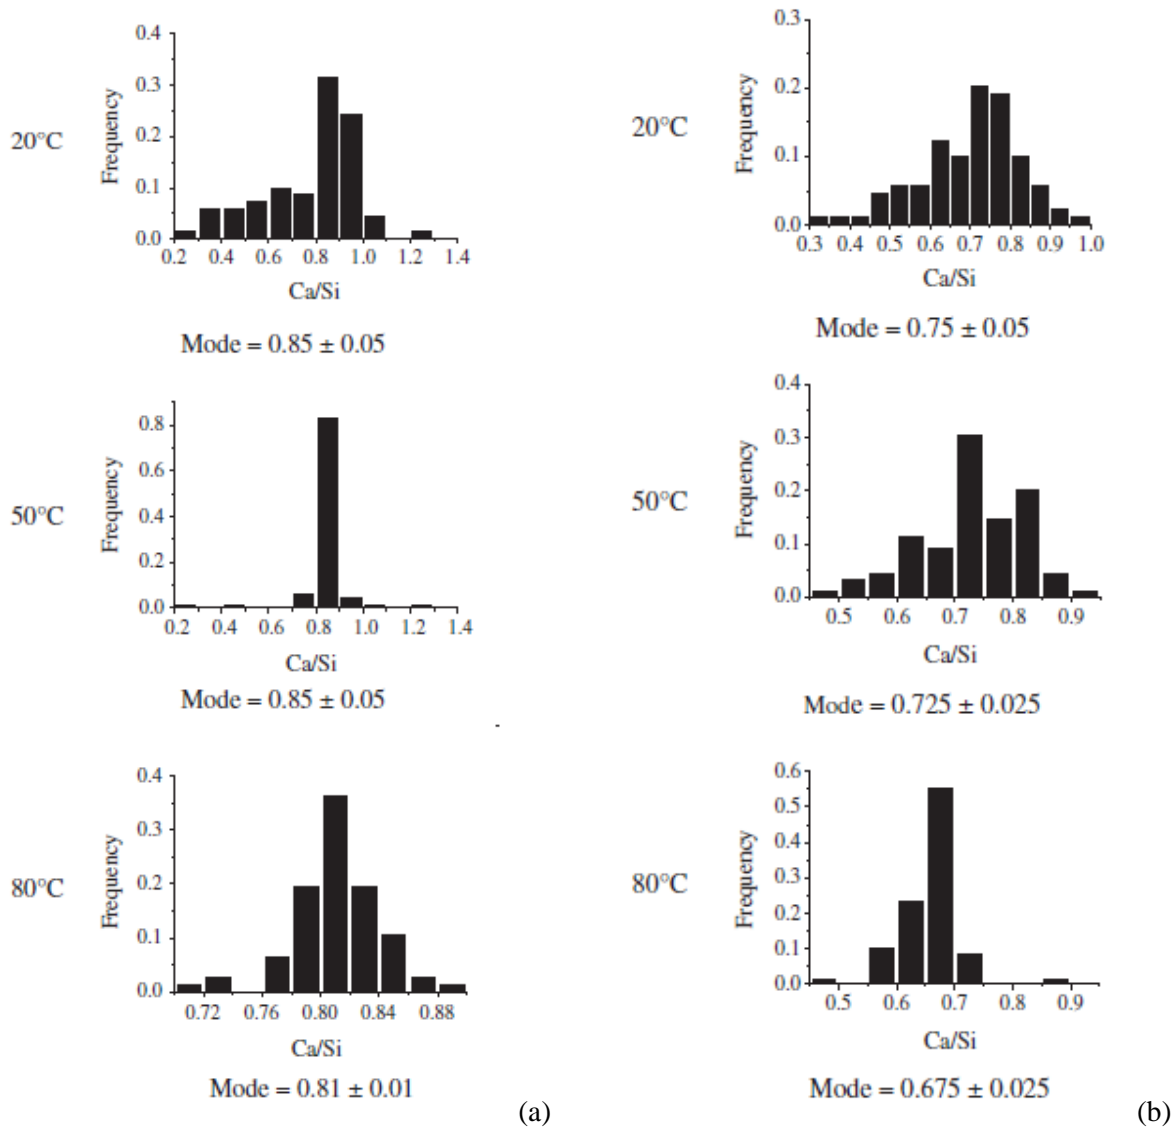 20°C
Frequency
0.4
0.3
0.2
0.1
0.0
0.2 0.4 0.6 0.8 1.0 1.2 1.4
Ca/Si
Mode = 0.85 ± 0.05
50°C
Frequency
0.8
0.6
0.4
0.2
0.0
0.2 0.4 0.6 0.8 1.0 1.2 1.4
Ca/Si
Mode = 0.85 ± 0.05
80°C
Frequency
0.4
0.3
0.2
0.1
0.0
0.72 0.76 0.80 0.84 0.88
Ca/Si
Mode = 0.81 ± 0.01
(a)
20°C
Frequency
0.3
0.2
0.1
0.0
0.3 0.4 0.5 0.6 0.7 0.8 0.9 1.0
Ca/Si
Mode = 0.75 ± 0.05
50°C
Frequency
0.4
0.3
0.2
0.1
0.0
0.5 0.6 0.7 0.8 0.9
Ca/Si
Mode = 0.725 ± 0.025
80°C
Frequency
0.6
0.5
0.4
0.3
0.2
0.1
0.0
0.5 0.6 0.7 0.8 0.9
Ca/Si
Mode = 0.675 ± 0.025
(b)